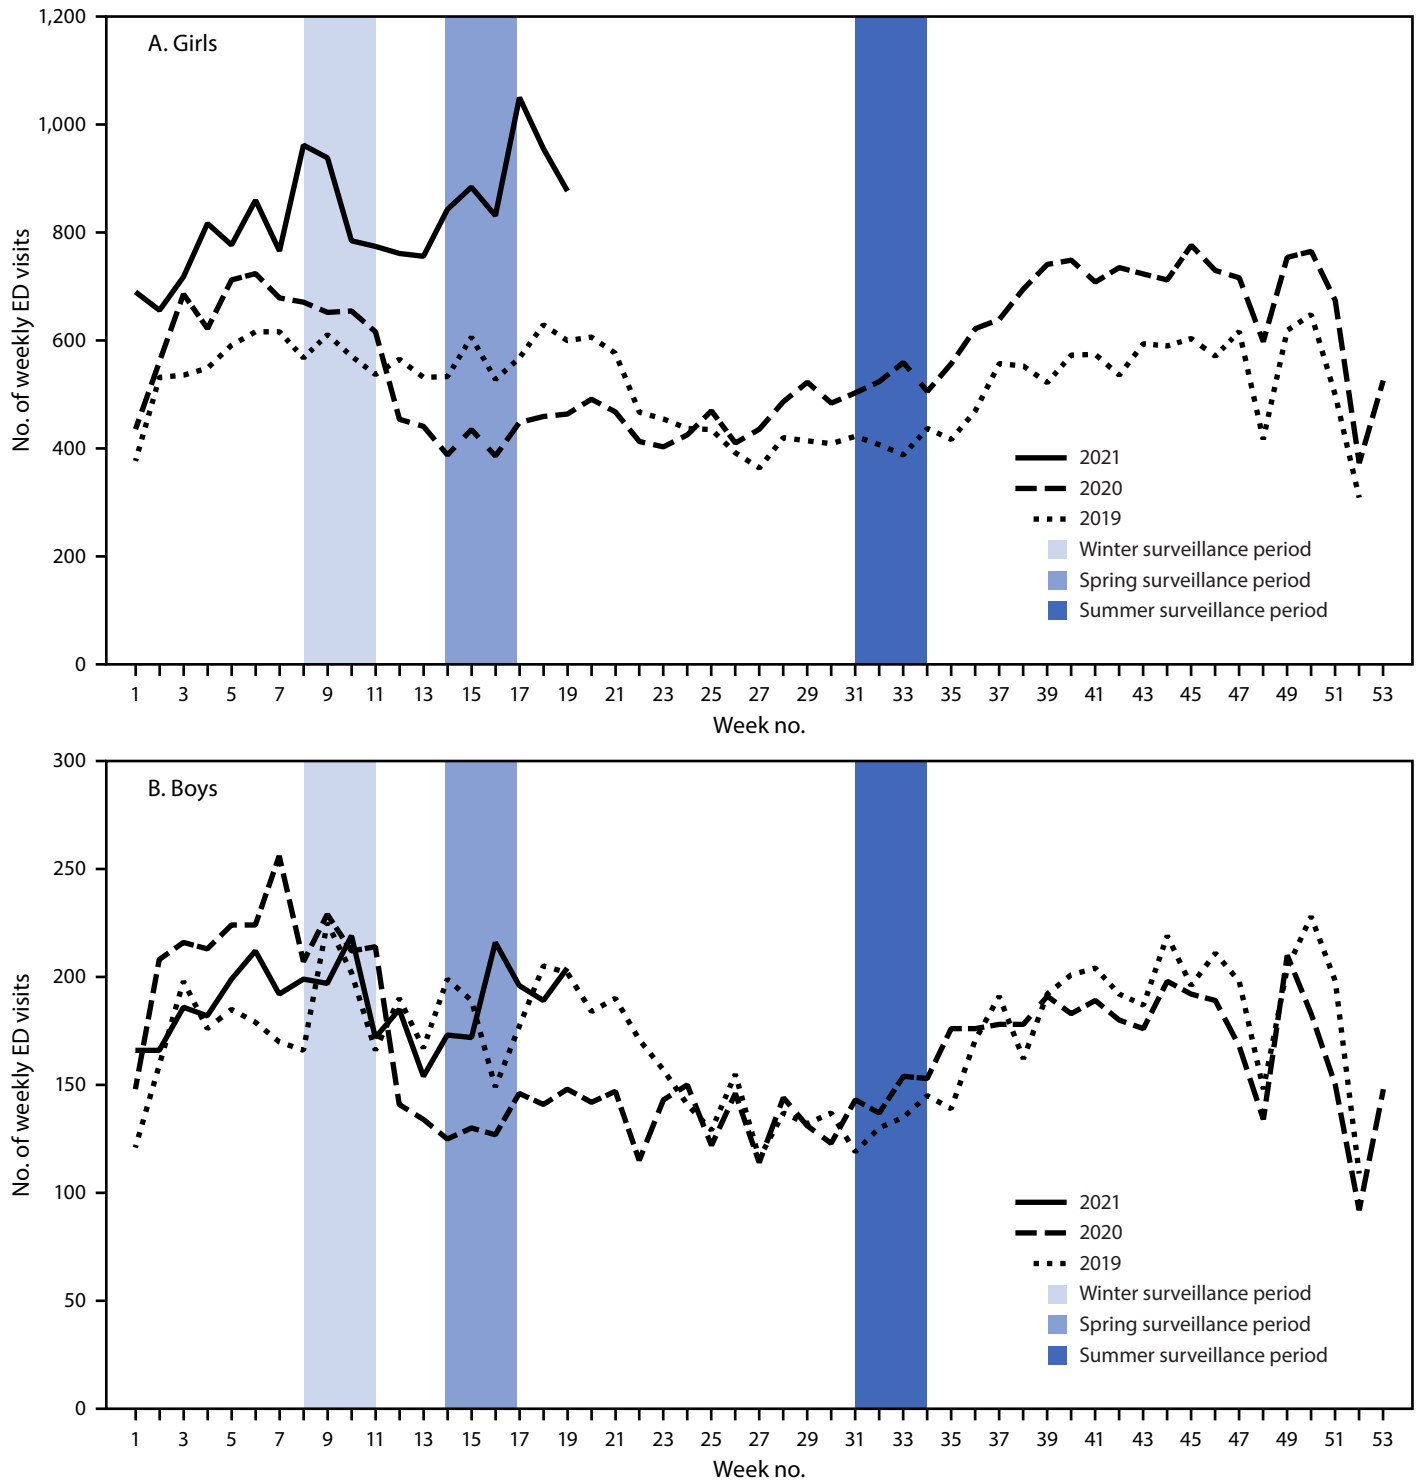 1,200
A. Girls
1,000
800
600
400
200
0
No. of weekly ED visits
2021
2020
2019
Winter surveillance period
Spring surveillance period
Summer surveillance period
1 3 5 7 9 11 13 15 17 19 21 23 25 27 29 31 33 35 37 39 41 43 45 47 49 51 53
Week no.
300
B. Boys
250
200
150
100
50
0
No. of weekly ED visits
2021
2020
2019
Winter surveillance period
Spring surveillance period
Summer surveillance period
1 3 5 7 9 11 13 15 17 19 21 23 25 27 29 31 33 35 37 39 41 43 45 47 49 51 53
Week no.